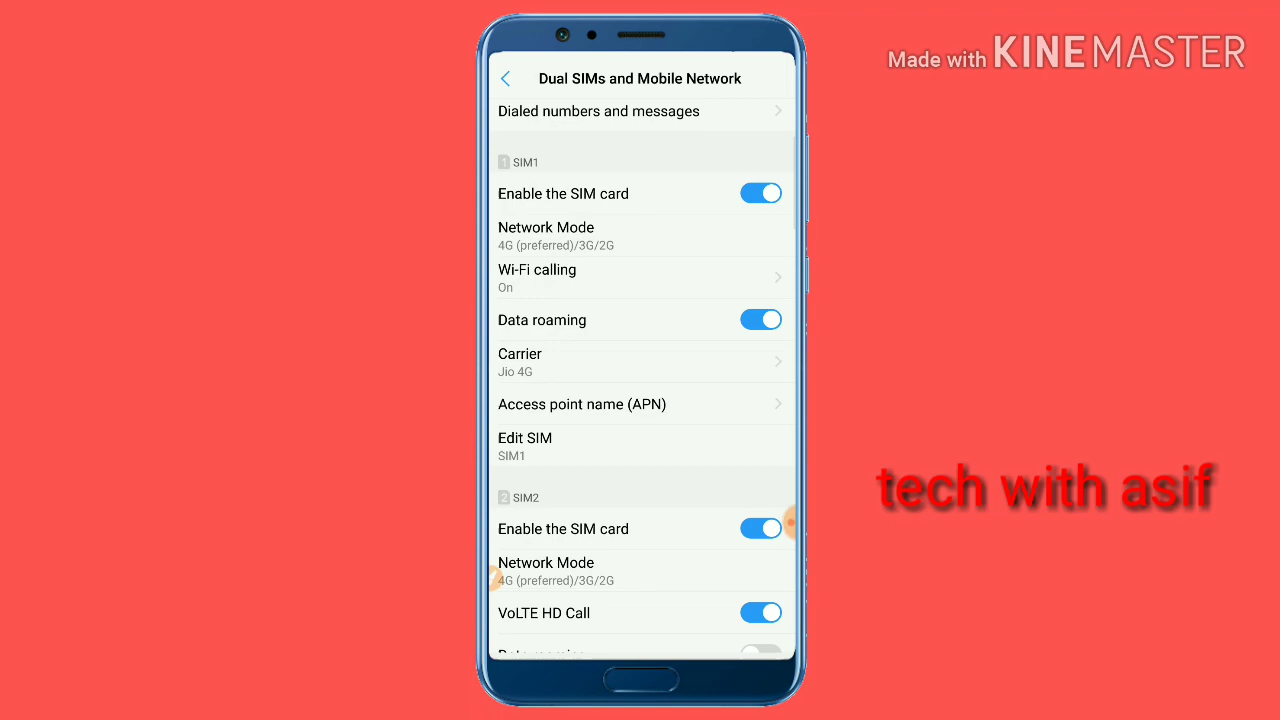 Made with KINEMASTER
Dual SIMs and Mobile Network
Dialed numbers and messages
1 SIM1
Enable the SIM card
Network Mode
4G (preferred)/3G/2G
Wi-Fi calling
On
Data roaming
Carrier
Jio 4G
Access point name (APN)
Edit SIM
SIM1
tech with asif
2 SIM2
Enable the SIM card
Network Mode
4G (preferred)/3G/2G
VoLTE HD Call